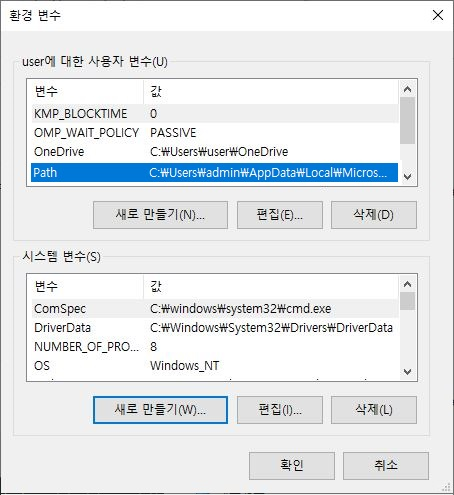 환경 변수
user에 대한 사용자 변수(U)
변수 값
KMP_BLOCKTIME 0
OMP_WAIT_POLICY PASSIVE
OneDrive C:₩Users₩user₩OneDrive
Path C:₩Users₩admin₩AppData₩Local₩Micros...
새로 만들기(N)... 편집(E)... 삭제(D)
시스템 변수(S)
변수 값
ComSpec C:₩windows₩system32₩cmd.exe
DriverData C:₩Windows₩System32₩Drivers₩DriverData
NUMBER_OF_PRO... 8
OS Windows_NT
새로 만들기(W)... 편집(I)... 삭제(L)
확인 취소